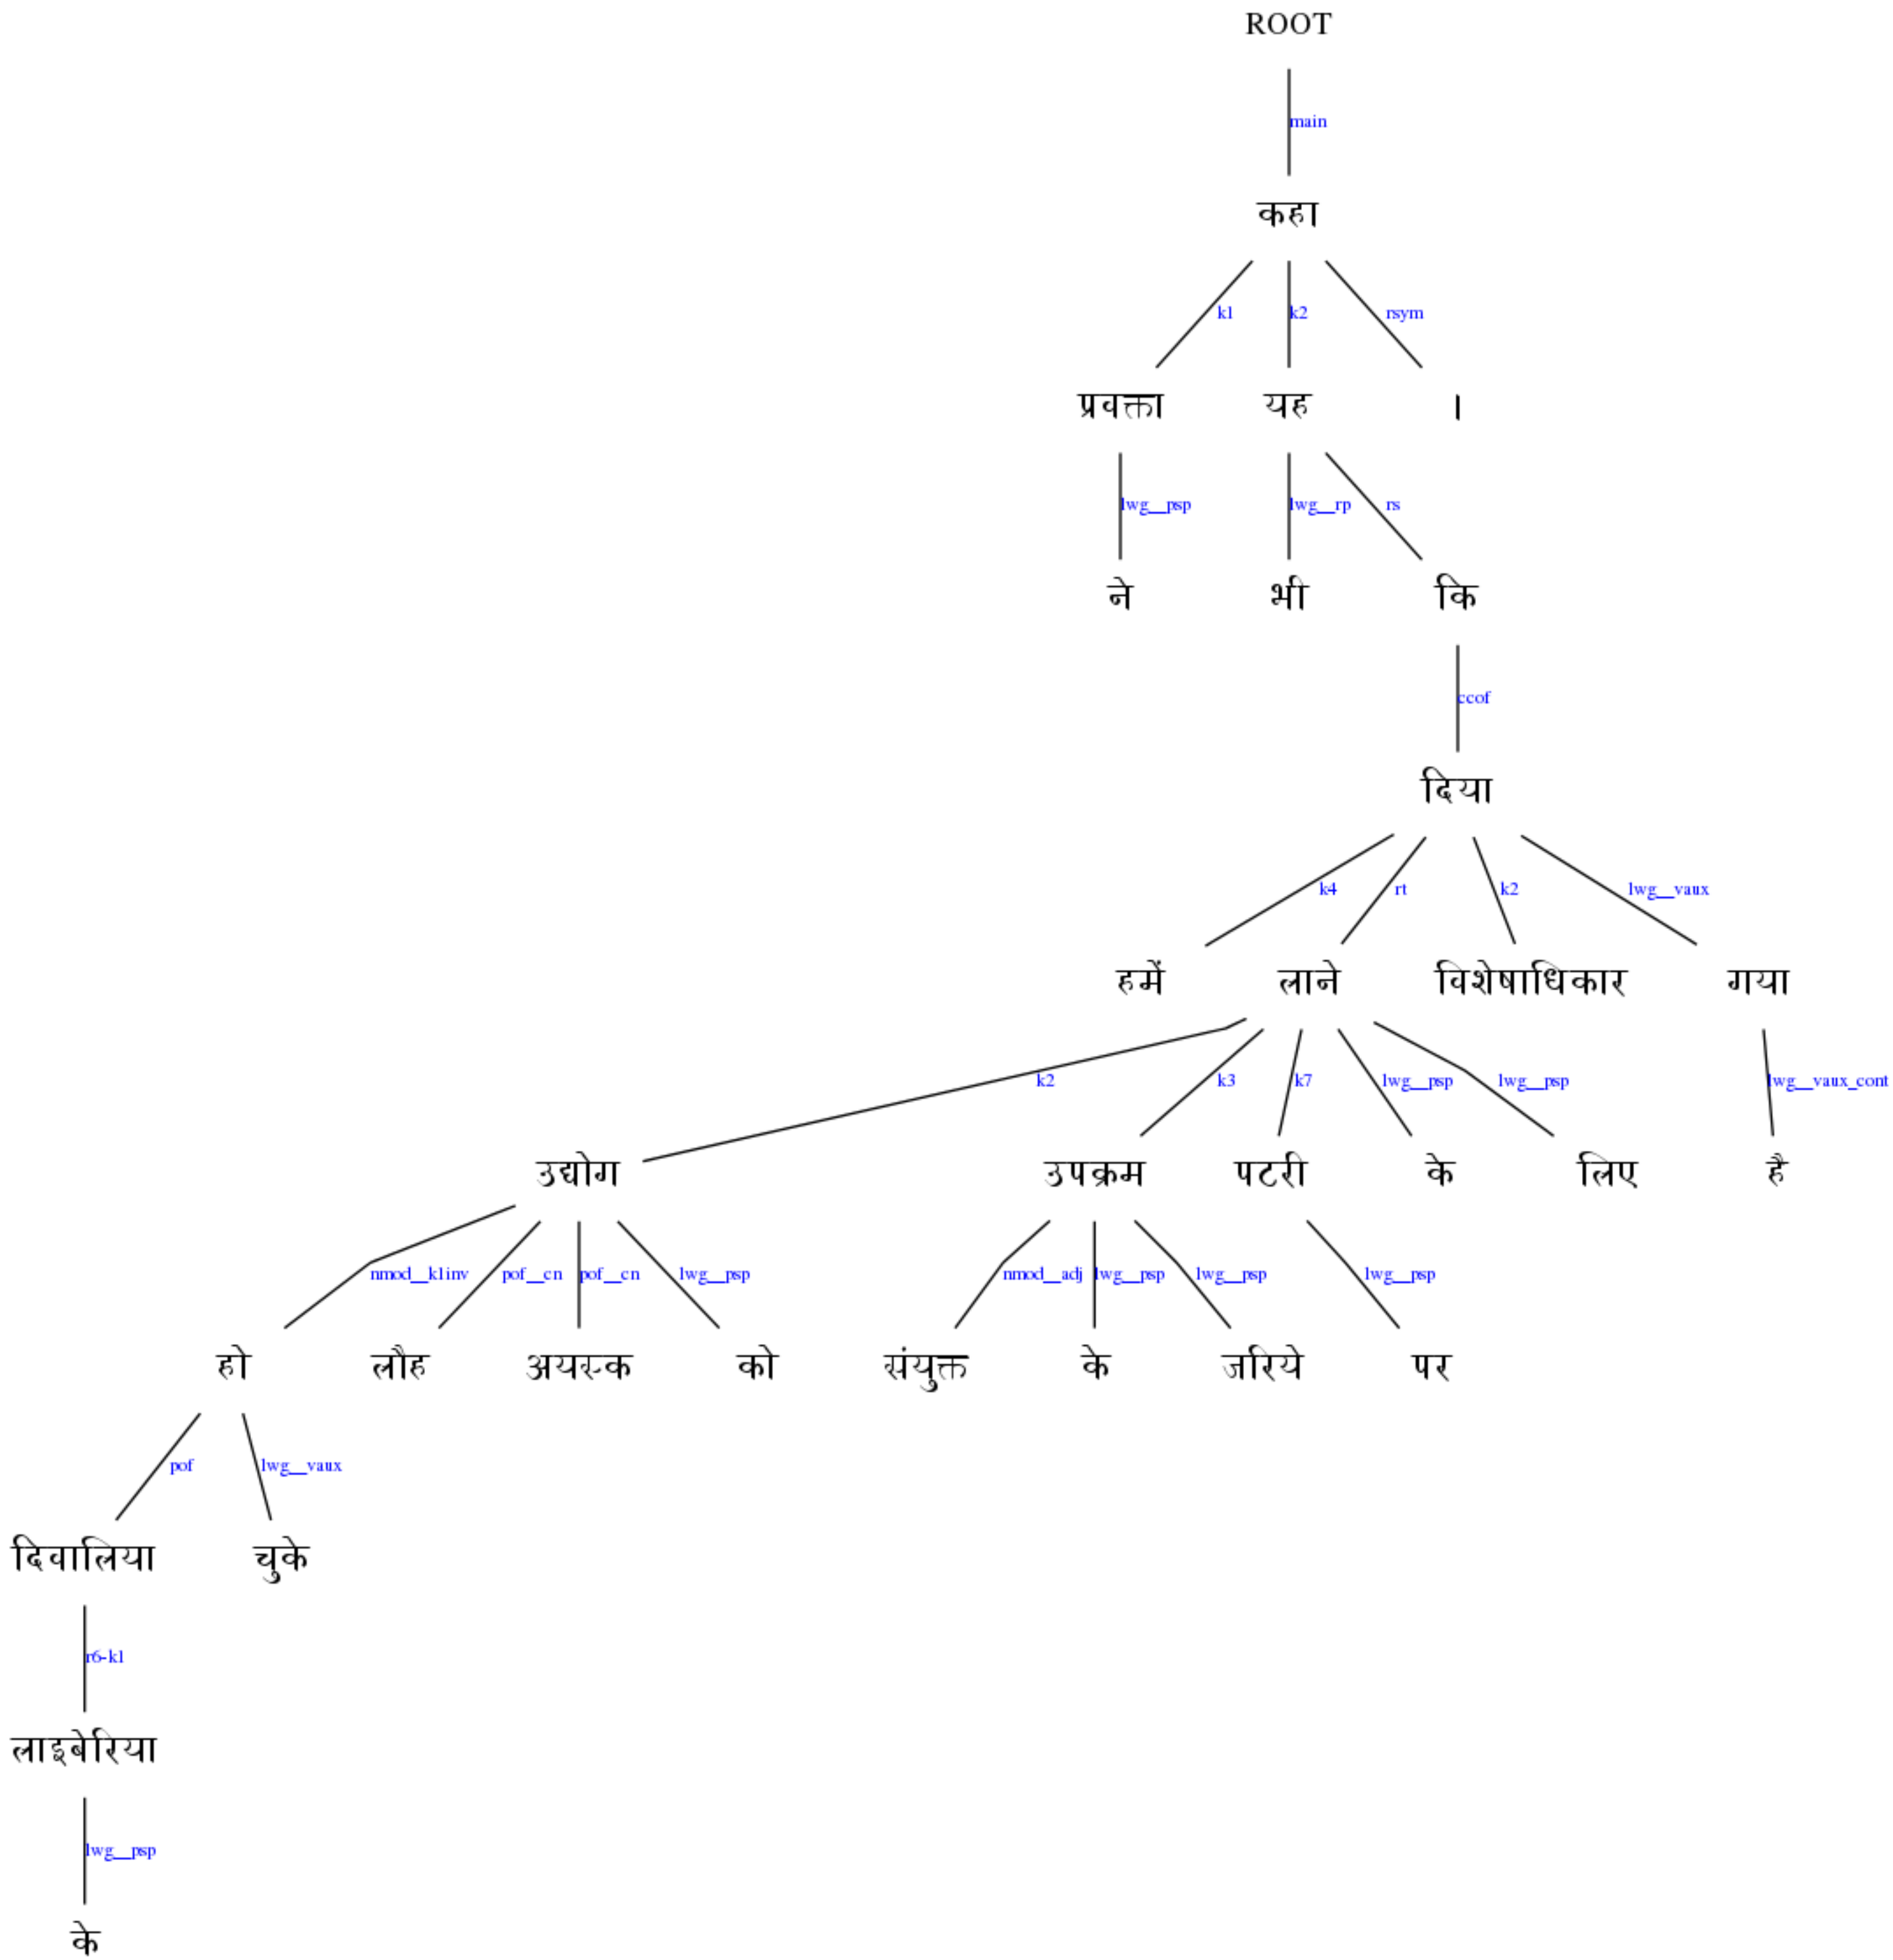 ROOT
main
कहा
k1 k2 rsym
प्रवक्ता यह ।
lwg__psp lwg__rp rs
ने भी कि
ccof
दिया
k4 rt k2 lwg__vaux
हमें लाने विशेषाधिकार गया
k2 k3 k7 lwg__psp lwg__psp lwg__vaux_cont
उद्योग उपक्रम पटरी के लिए है
nmod__k1inv pof__cn pof__cn lwg__psp nmod__adj lwg__psp lwg__psp lwg__psp
हो लौह अयस्क को संयुक्त के जरिये पर
pof lwg__vaux
दिवालिया चुके
r6-k1
लाइबेरिया
lwg__psp
के